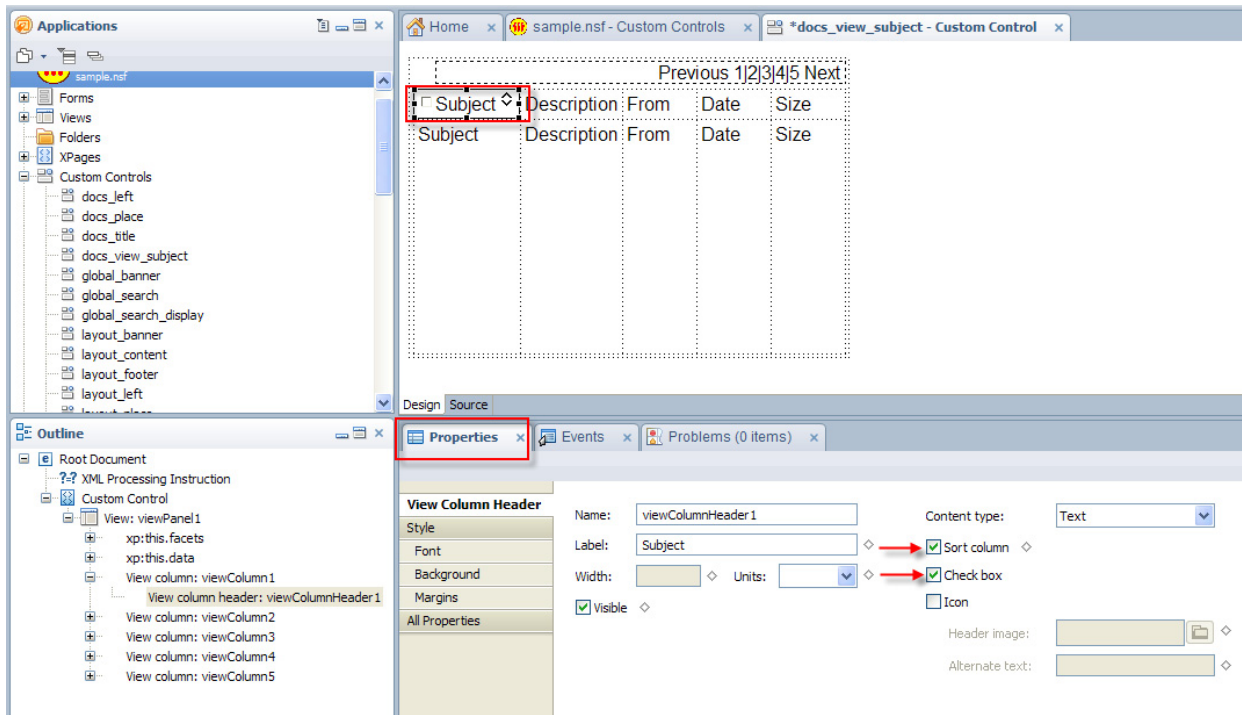 Applications
sample.nsf
Forms
Views
Folders
XPages
Custom Controls
docs_left
docs_place
docs_title
docs_view_subject
global_banner
global_search
global_search_display
layout_banner
layout_content
layout_footer
layout_left
Home
sample.nsf - Custom Controls
*docs_view_subject - Custom Control
Previous 1|2|3|4|5 Next
Subject Description From Date Size
Subject Description From Date Size
Design Source
Outline
Root Document
?=? XML Processing Instruction
Custom Control
View: viewPanel1
xp:this.facets
xp:this.data
View column: viewColumn1
View column header: viewColumnHeader1
View column: viewColumn2
View column: viewColumn3
View column: viewColumn4
View column: viewColumn5
Properties
Events
Problems (0 items)
View Column Header
Style
Font
Background
Margins
All Properties
Name: viewColumnHeader1
Label: Subject
Width: Units:
Visible
Content type: Text
Sort column
Check box
Icon
Header image:
Alternate text: